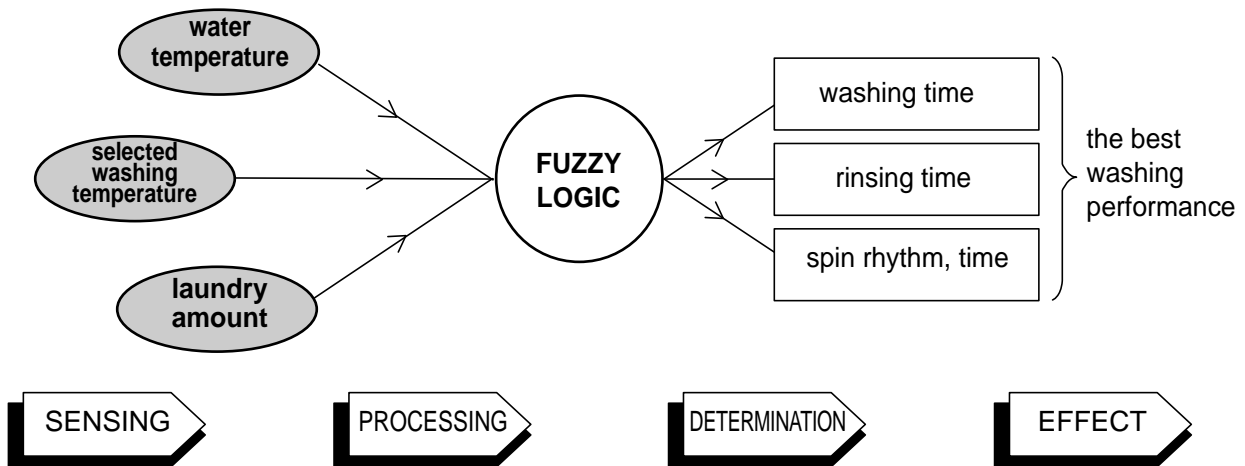 water
temperature
selected
washing
temperature
laundry
amount
FUZZY
LOGIC
washing time
rinsing time
spin rhythm, time
the best
washing
performance
SENSING
PROCESSING
DETERMINATION
EFFECT